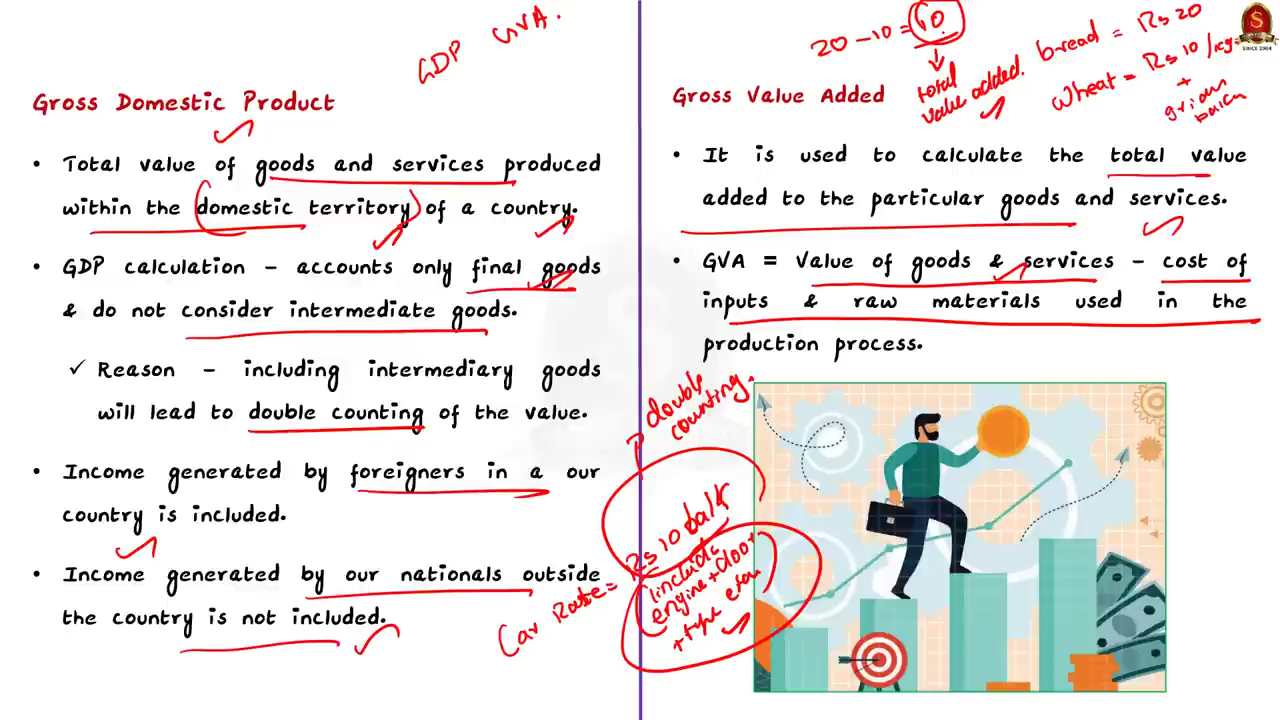 GDP GVA.
Gross Domestic Product
• Total value of goods and services produced
within the domestic territory of a country.
• GDP calculation - accounts only final goods
& do not consider intermediate goods.
✓ Reason - including intermediary goods
will lead to double counting of the value.
• Income generated by foreigners in a our
country is included.
• Income generated by our nationals outside
the country is not included.
20 - 10 =
total
value added.
bread = Rs 20
Wheat = Rs 10 /kg
+
S
SINCE 2004
Gross Value Added
• It is used to calculate the total value
added to the particular goods and services.
• GVA = Value of goods & services - cost of
inputs & raw materials used in the
production process.
double
counting.
Car Rate = Rs 10
engine + door
+